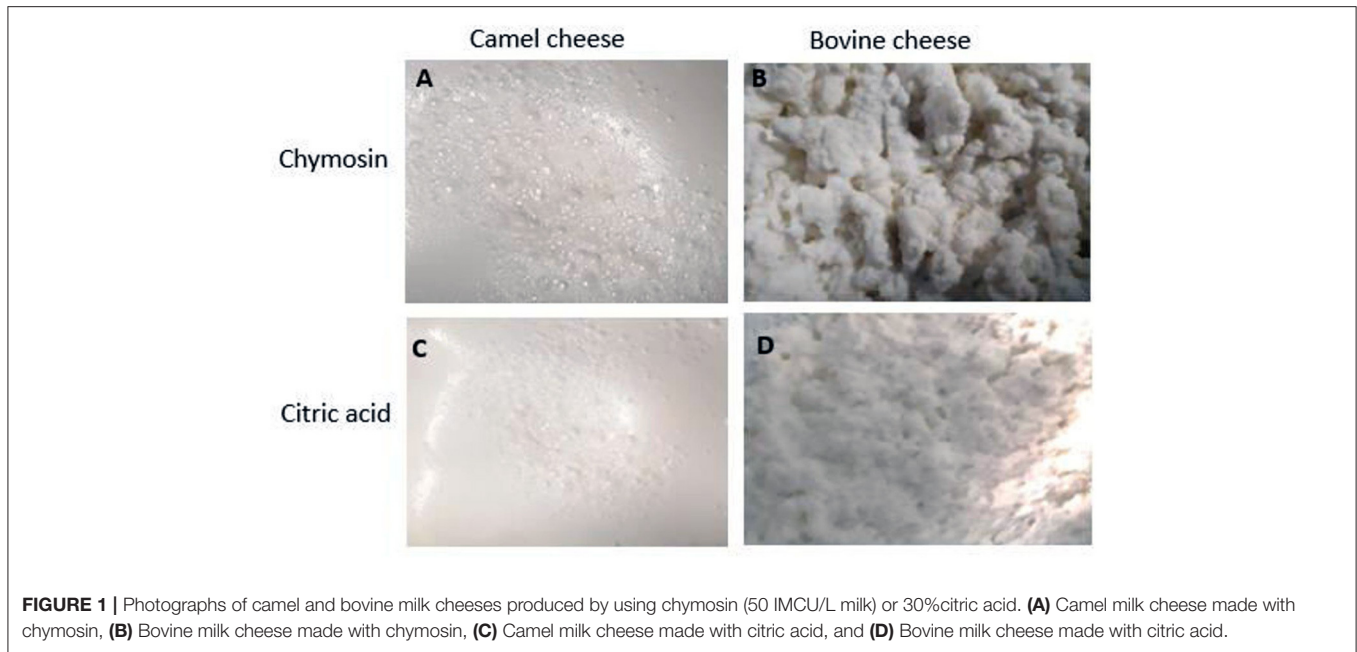 Camel cheese
Bovine cheese
A
B
Chymosin
C
D
Citric acid
FIGURE 1 | Photographs of camel and bovine milk cheeses produced by using chymosin (50 IMCU/L milk) or 30%citric acid. (A) Camel milk cheese made with
chymosin, (B) Bovine milk cheese made with chymosin, (C) Camel milk cheese made with citric acid, and (D) Bovine milk cheese made with citric acid.